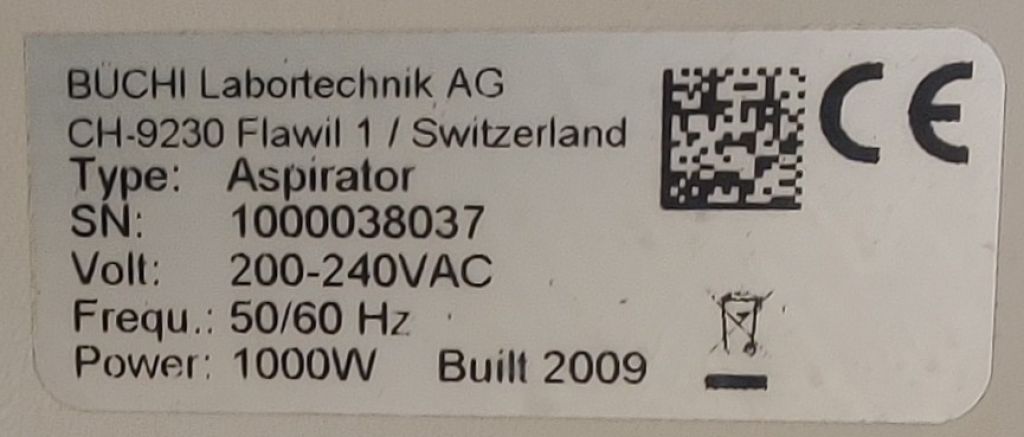 BÜCHI Labortechnik AG
CH-9230 Flawil 1 / Switzerland
Type: Aspirator
SN: 1000038037
Volt: 200-240VAC
Frequ.: 50/60 Hz
Power: 1000W Built 2009
CE